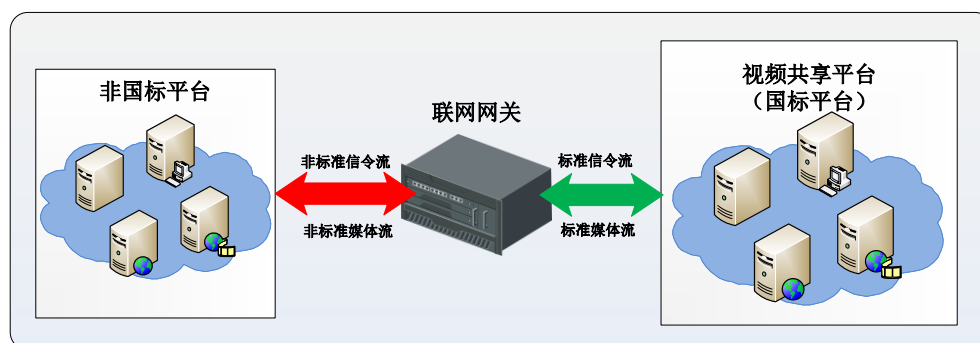 非国标平台
联网网关
视频共享平台
（国标平台）
非标准信令流
非标准媒体流
标准信令流
标准媒体流